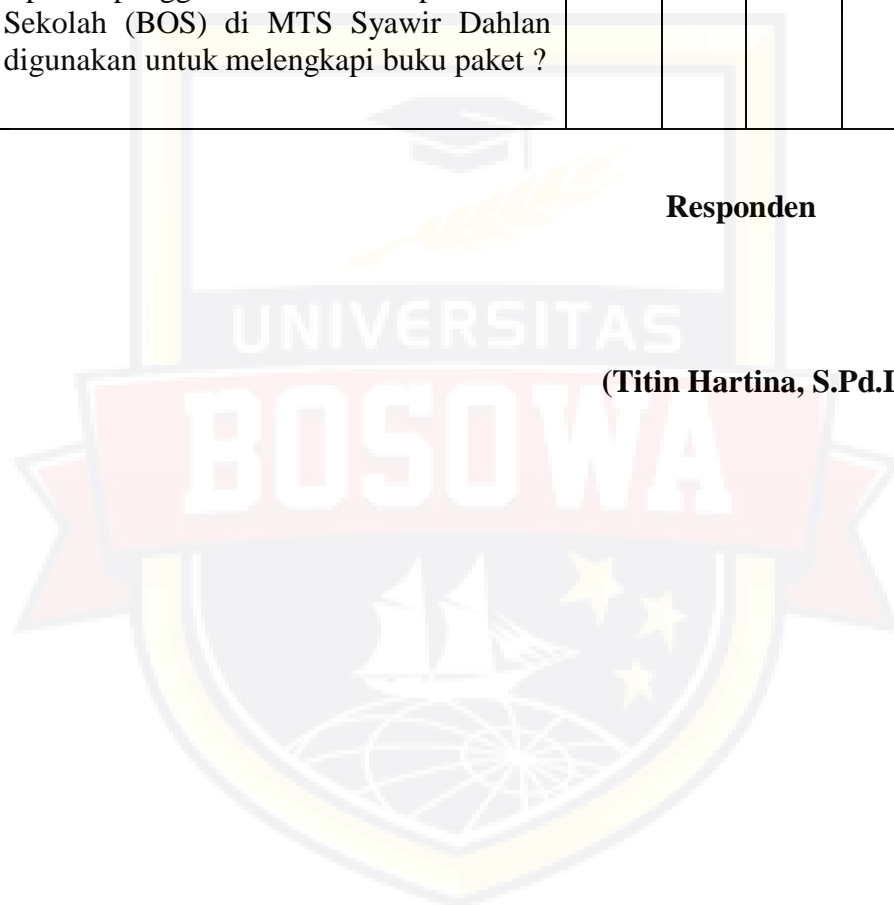 Sekolah (BOS) di MTS Syawir Dahlan
digunakan untuk melengkapi buku paket ?
Responden
UNIVERSITAS
(Titin Hartina, S.Pd.I
BOSOWA